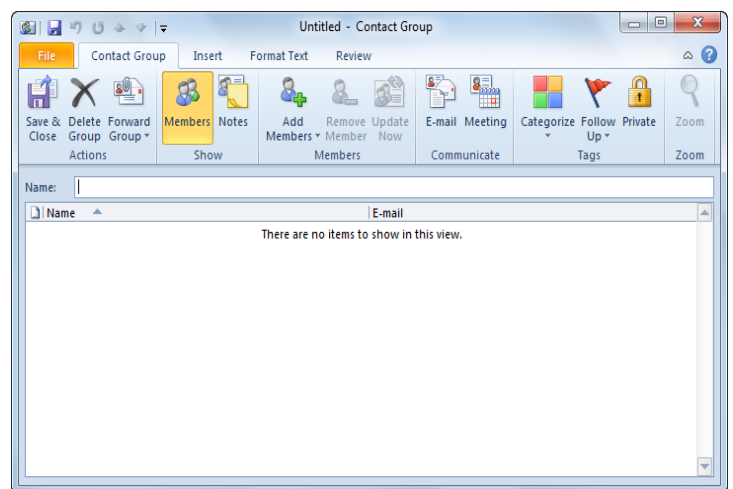 Untitled - Contact Group
File Contact Group Insert Format Text Review
Save & Close Delete Group Forward Group Members Notes Add Members Remove Member Update Now E-mail Meeting Categorize Follow Up Private Zoom
Actions Show Members Communicate Tags Zoom
Name:
Name E-mail
There are no items to show in this view.